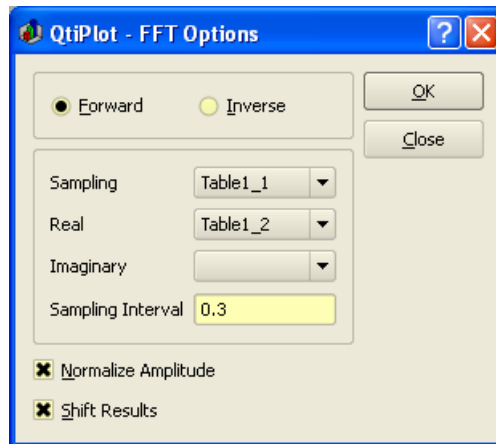 QtiPlot - FFT Options
Forward Inverse
OK
Close
Sampling Table1_1
Real Table1_2
Imaginary
Sampling Interval 0.3
Normalize Amplitude
Shift Results